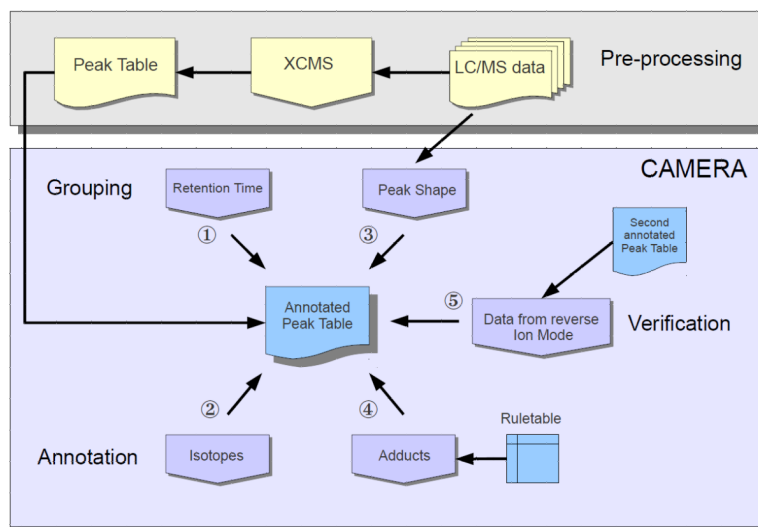 Peak Table
XCMS
LC/MS data
Pre-processing
CAMERA
Grouping
Retention Time
Peak Shape
①
③
Second
annotated
Peak Table
Annotated
Peak Table
⑤
Data from reverse
Ion Mode
Verification
②
④
Ruletable
Annotation
Isotopes
Adducts